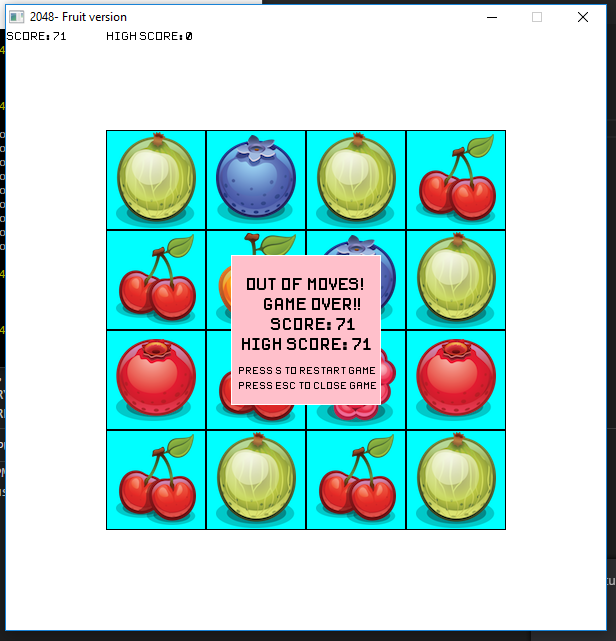 2048- Fruit version
SCORE: 71 HIGH SCORE: 0
OUT OF MOVES!
GAME OVER!!
SCORE: 71
HIGH SCORE: 71
PRESS S TO RESTART GAME
PRESS ESC TO CLOSE GAME